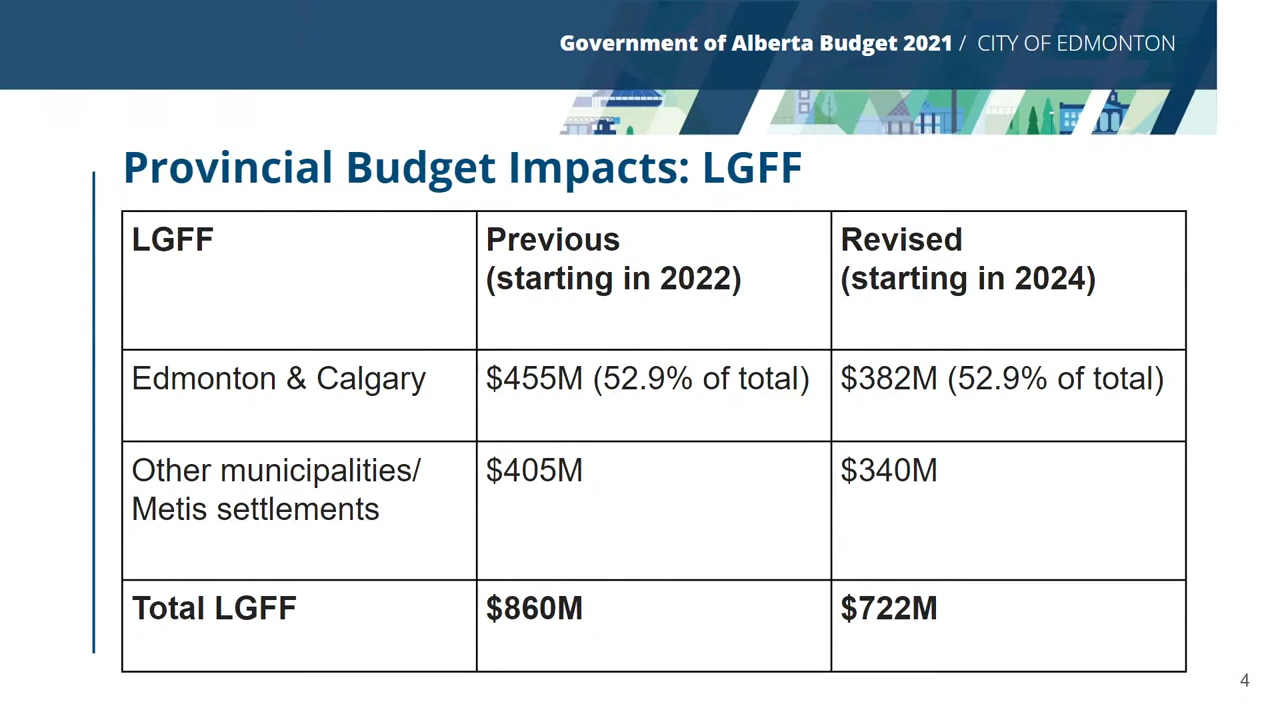 Government of Alberta Budget 2021 / CITY OF EDMONTON
Provincial Budget Impacts: LGFF
LGFF
Previous
(starting in 2022)
Revised
(starting in 2024)
Edmonton & Calgary
$455M (52.9% of total)
$382M (52.9% of total)
Other municipalities/
Metis settlements
$405M
$340M
Total LGFF
$860M
$722M
4